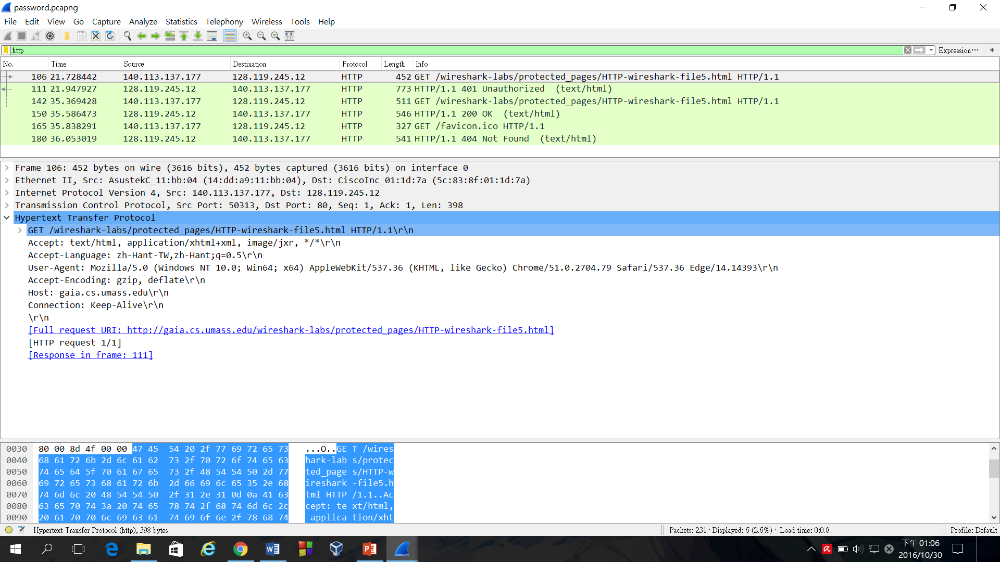 password.pcapng
File Edit View Go Capture Analyze Statistics Telephony Wireless Tools Help
http Expression⋯ +
No. Time Source Destination Protocol Length Info
106 21.728442 140.113.137.177 128.119.245.12 HTTP 452 GET /wireshark-labs/protected_pages/HTTP-wireshark-file5.html HTTP/1.1
111 21.947927 128.119.245.12 140.113.137.177 HTTP 773 HTTP/1.1 401 Unauthorized  (text/html)
142 35.369428 140.113.137.177 128.119.245.12 HTTP 511 GET /wireshark-labs/protected_pages/HTTP-wireshark-file5.html HTTP/1.1
150 35.586473 128.119.245.12 140.113.137.177 HTTP 546 HTTP/1.1 200 OK  (text/html)
165 35.838291 140.113.137.177 128.119.245.12 HTTP 327 GET /favicon.ico HTTP/1.1
180 36.053019 128.119.245.12 140.113.137.177 HTTP 541 HTTP/1.1 404 Not Found  (text/html)
Frame 106: 452 bytes on wire (3616 bits), 452 bytes captured (3616 bits) on interface 0
Ethernet II, Src: AsustekC_11:bb:04 (14:dd:a9:11:bb:04), Dst: CiscoInc_01:1d:7a (5c:83:8f:01:1d:7a)
Internet Protocol Version 4, Src: 140.113.137.177, Dst: 128.119.245.12
Transmission Control Protocol, Src Port: 50313, Dst Port: 80, Seq: 1, Ack: 1, Len: 398
Hypertext Transfer Protocol
GET /wireshark-labs/protected_pages/HTTP-wireshark-file5.html HTTP/1.1\r\n
Accept: text/html, application/xhtml+xml, image/jxr, */*\r\n
Accept-Language: zh-Hant-TW,zh-Hant;q=0.5\r\n
User-Agent: Mozilla/5.0 (Windows NT 10.0; Win64; x64) AppleWebKit/537.36 (KHTML, like Gecko) Chrome/51.0.2704.79 Safari/537.36 Edge/14.14393\r\n
Accept-Encoding: gzip, deflate\r\n
Host: gaia.cs.umass.edu\r\n
Connection: Keep-Alive\r\n
\r\n
[Full request URI: http://gaia.cs.umass.edu/wireshark-labs/protected_pages/HTTP-wireshark-file5.html]
[HTTP request 1/1]
[Response in frame: 111]
0030 80 00 8d 4f 00 00 47 45  54 20 2f 77 69 72 65 73 ...O..GE T /wires
0040 68 61 72 6b 2d 6c 61 62  73 2f 70 72 6f 74 65 63 hark-lab s/protec
0050 74 65 64 5f 70 61 67 65  73 2f 48 54 54 50 2d 77 ted_page s/HTTP-w
0060 69 72 65 73 68 61 72 6b  2d 66 69 6c 65 35 2e 68 ireshark -file5.h
0070 74 6d 6c 20 48 54 54 50  2f 31 2e 31 0d 0a 41 63 tml HTTP /1.1..Ac
0080 63 65 70 74 3a 20 74 65  78 74 2f 68 74 6d 6c 2c cept: te xt/html,
0090 20 61 70 70 6c 69 63 61  74 69 6f 6e 2f 78 68 74 applica tion/xht
Hypertext Transfer Protocol (http), 398 bytes Packets: 231 · Displayed: 6 (2.6%) · Load time: 0:0.8 Profile: Default
下午 01:06
2016/10/30